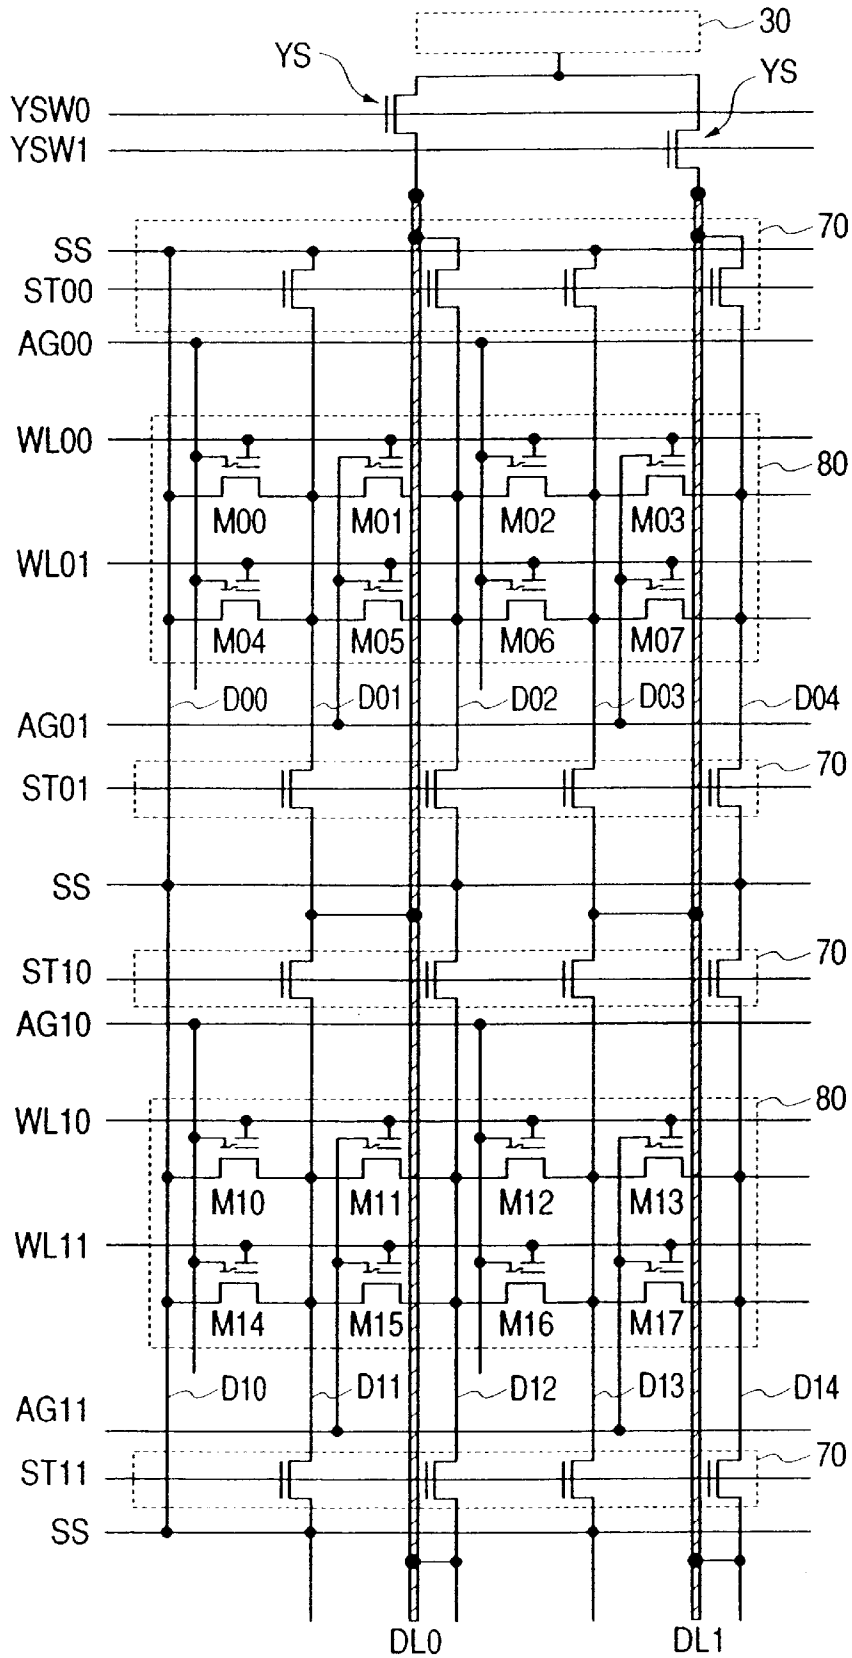 30
YS
YS
YSW0
YSW1
70
SS
ST00
AG00
WL00
80
M00 M01 M02 M03
WL01
M04 M05 M06 M07
D00 D01 D02 D03 D04
AG01
70
ST01
SS
70
ST10
AG10
80
WL10
M10 M11 M12 M13
WL11
M14 M15 M16 M17
D10 D11 D12 D13 D14
AG11
70
ST11
SS
DL0 DL1